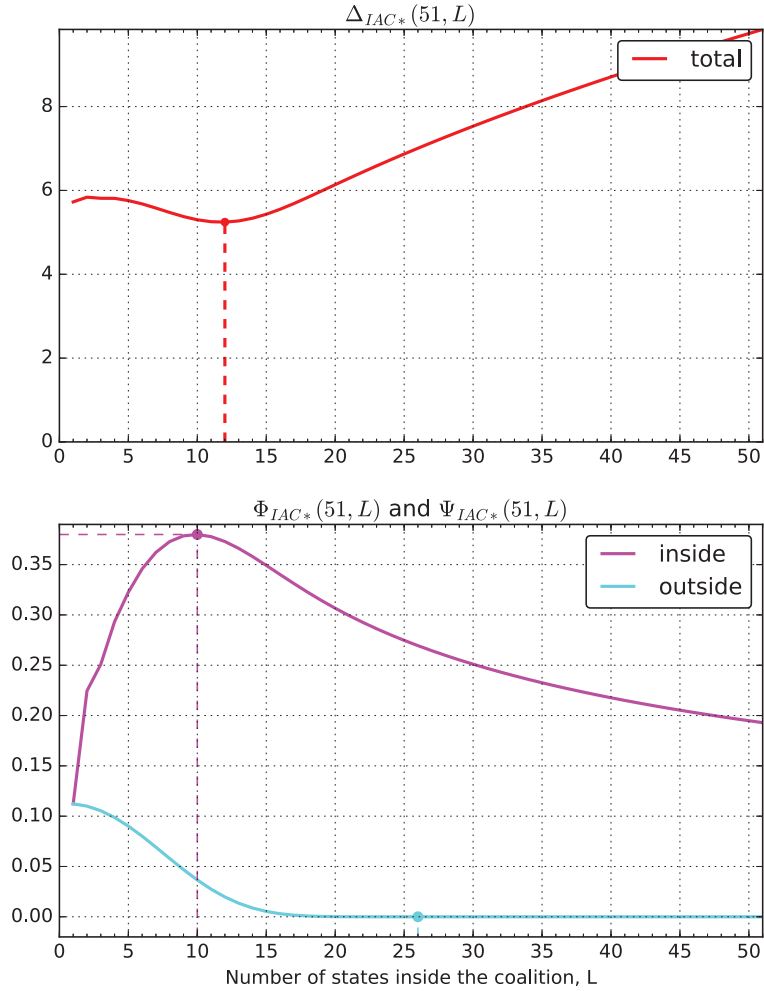 Δ_{IAC∗}(51, L)
total
8
6
4
2
0
0 5 10 15 20 25 30 35 40 45 50
Φ_{IAC∗}(51, L) and Ψ_{IAC∗}(51, L)
inside
outside
0.35
0.30
0.25
0.20
0.15
0.10
0.05
0.00
0 5 10 15 20 25 30 35 40 45 50
Number of states inside the coalition, L